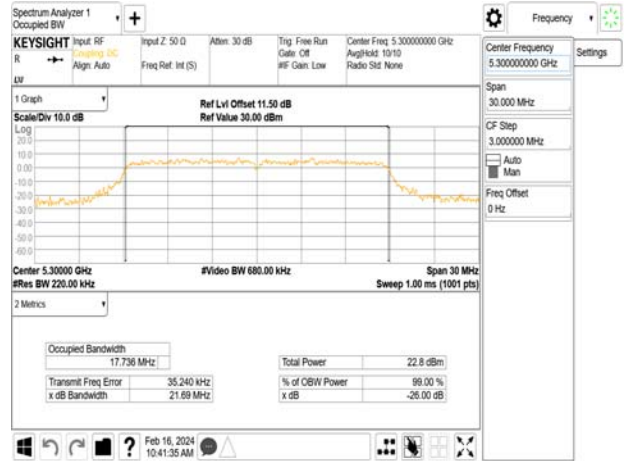 Spectrum Analyzer 1
Occupied BW
+
Frequency
KEYSIGHT
R
LXI
Input: RF
Coupling: DC
Align: Auto
Input Z: 50 Ω
Freq Ref: Int (S)
Atten: 30 dB
Trig: Free Run
Gate: Off
#IF Gain: Low
Center Freq: 5.300000000 GHz
Avg|Hold: 10/10
Radio Std: None
Center Frequency
5.300000000 GHz
Settings
Span
30.000 MHz
CF Step
3.000000 MHz
Auto
Man
Freq Offset
0 Hz
1 Graph
Scale/Div 10.0 dB
Ref Lvl Offset 11.50 dB
Ref Value 30.00 dBm
Log
20.0
10.0
0.00
-10.0
-20.0
-30.0
-40.0
-50.0
-60.0
Center 5.30000 GHz
#Res BW 220.00 kHz
#Video BW 680.00 kHz
Span 30 MHz
Sweep 1.00 ms (1001 pts)
2 Metrics
Occupied Bandwidth
17.736 MHz
Transmit Freq Error 35.240 kHz
x dB Bandwidth 21.69 MHz
Total Power 22.8 dBm
% of OBW Power 99.00 %
x dB -26.00 dB
?
Feb 16, 2024
10:41:35 AM